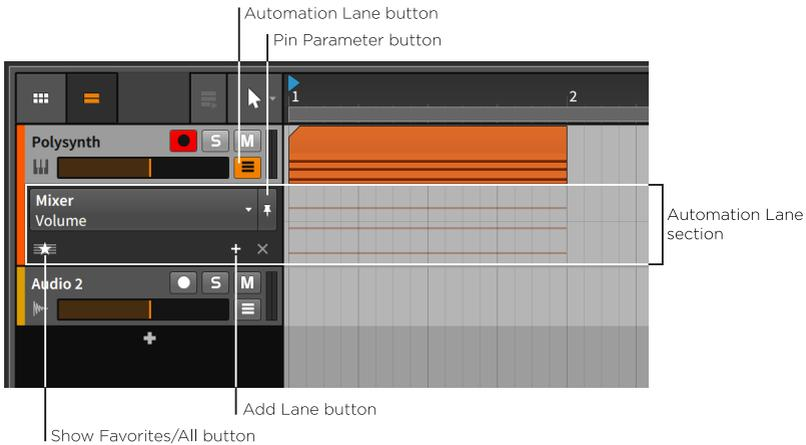 Automation Lane button
Pin Parameter button
1 2
Polysynth S M
Mixer
Volume
Automation Lane
section
Audio 2 S M
Add Lane button
Show Favorites/All button